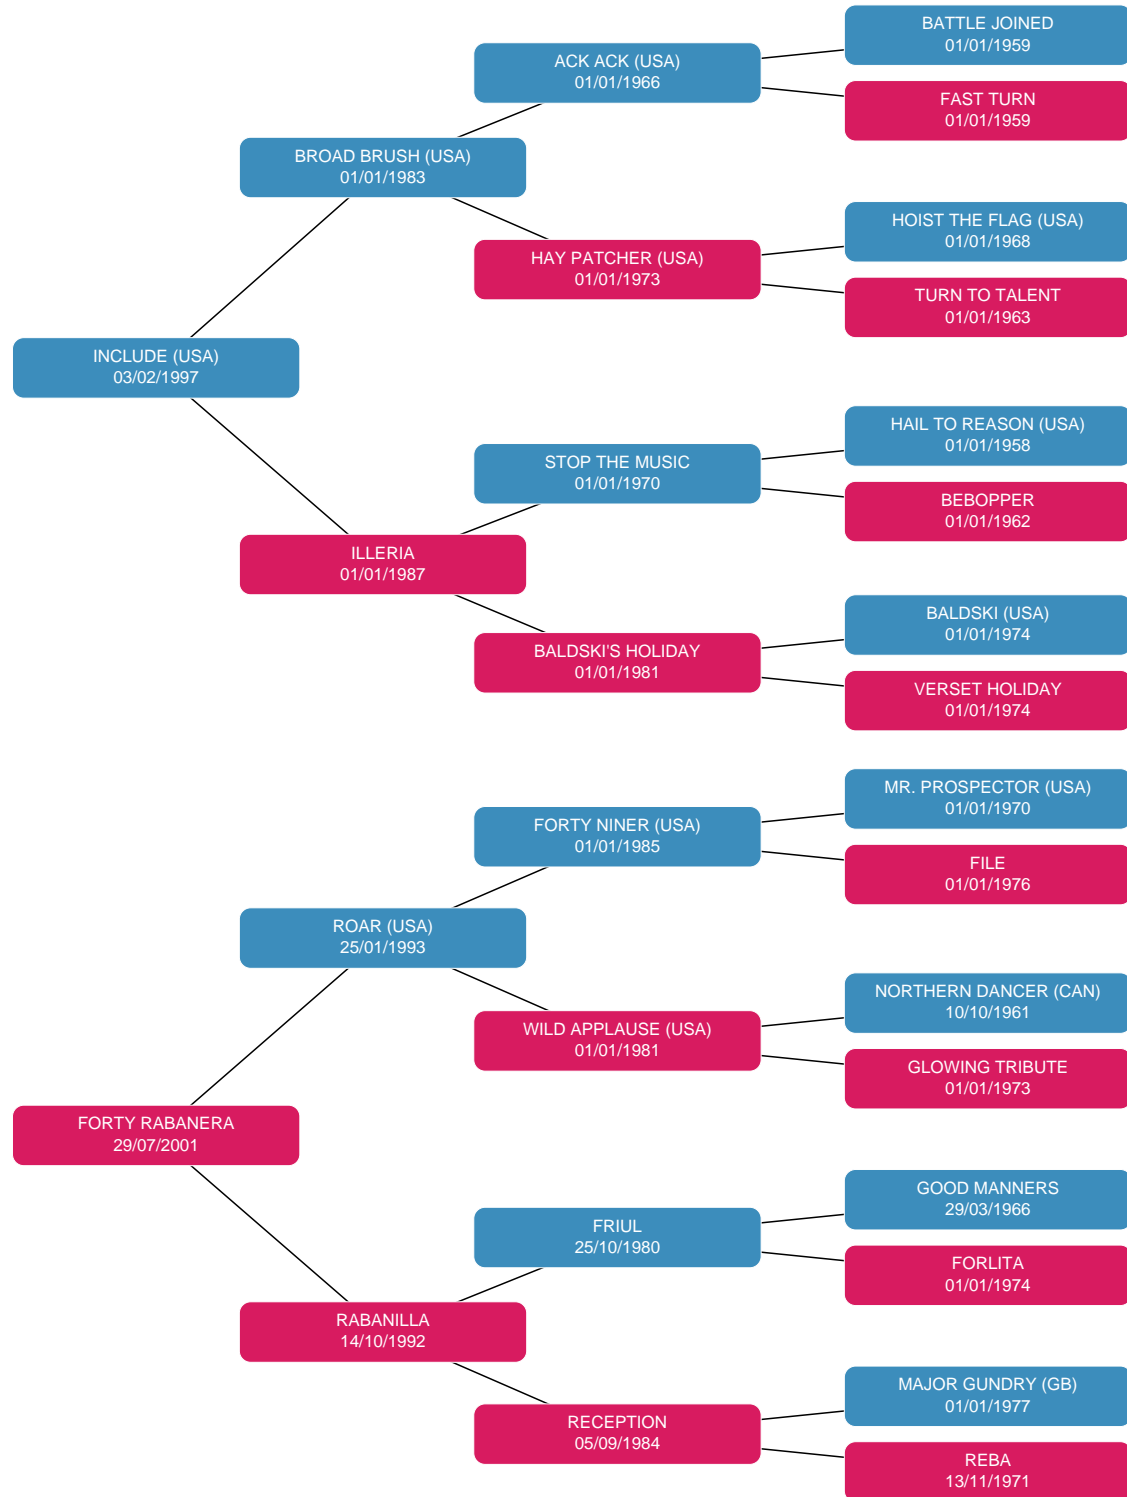 BATTLE JOINED
01/01/1959
ACK ACK (USA)
01/01/1966
FAST TURN
01/01/1959
BROAD BRUSH (USA)
01/01/1983
HOIST THE FLAG (USA)
01/01/1968
HAY PATCHER (USA)
01/01/1973
TURN TO TALENT
01/01/1963
INCLUDE (USA)
03/02/1997
HAIL TO REASON (USA)
01/01/1958
STOP THE MUSIC
01/01/1970
BEBOPPER
01/01/1962
ILLERIA
01/01/1987
BALDSKI (USA)
01/01/1974
BALDSKI'S HOLIDAY
01/01/1981
VERSET HOLIDAY
01/01/1974
MR. PROSPECTOR (USA)
01/01/1970
FORTY NINER (USA)
01/01/1985
FILE
01/01/1976
ROAR (USA)
25/01/1993
NORTHERN DANCER (CAN)
10/10/1961
WILD APPLAUSE (USA)
01/01/1981
GLOWING TRIBUTE
01/01/1973
FORTY RABANERA
29/07/2001
GOOD MANNERS
29/03/1966
FRIUL
25/10/1980
FORLITA
01/01/1974
RABANILLA
14/10/1992
MAJOR GUNDRY (GB)
01/01/1977
RECEPTION
05/09/1984
REBA
13/11/1971